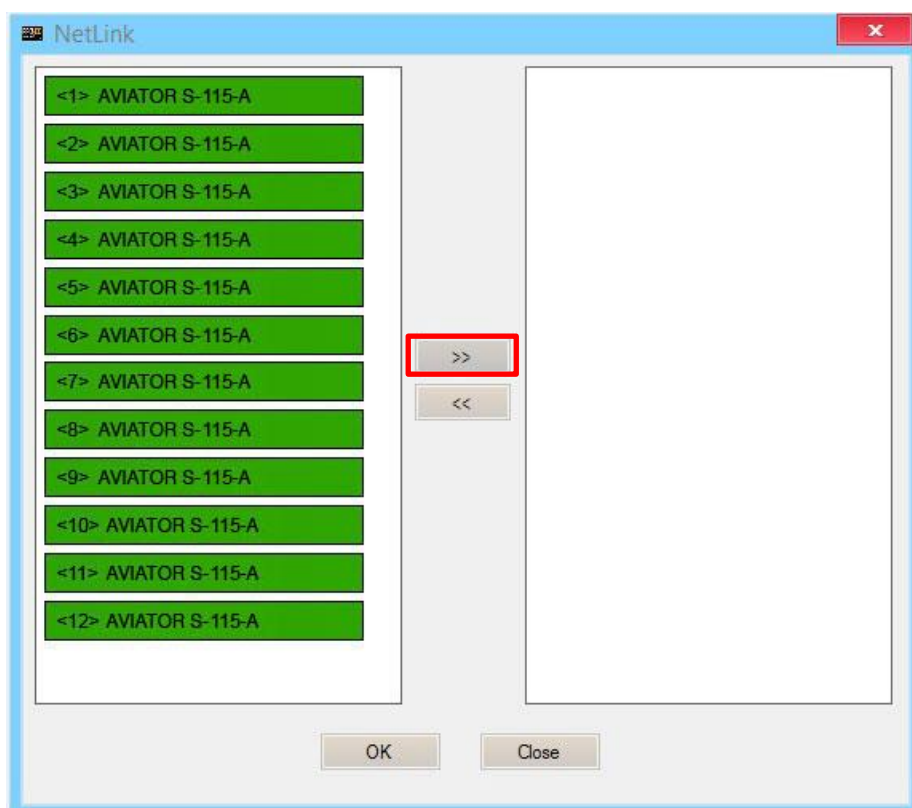 NetLink
x
<1> AVIATOR S-115-A
<2> AVIATOR S-115-A
<3> AVIATOR S-115-A
<4> AVIATOR S-115-A
<5> AVIATOR S-115-A
<6> AVIATOR S-115-A
<7> AVIATOR S-115-A
<8> AVIATOR S-115-A
<9> AVIATOR S-115-A
<10> AVIATOR S-115-A
<11> AVIATOR S-115-A
<12> AVIATOR S-115-A
>>
<<
OK Close